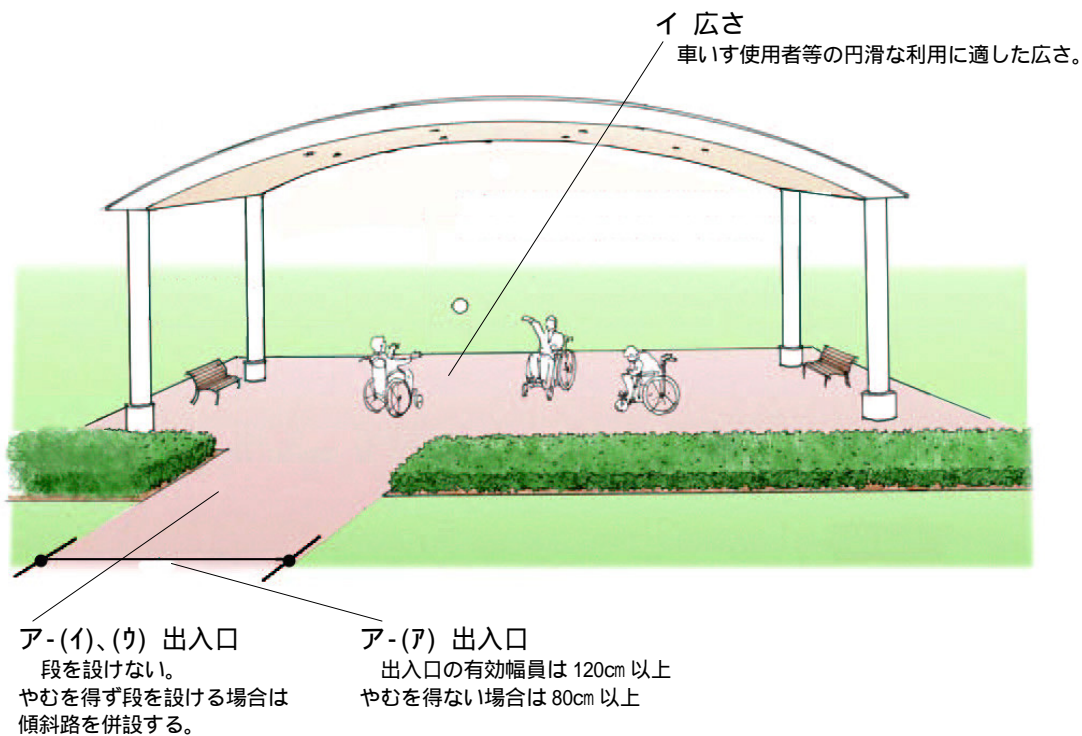 イ 広さ
車いす使用者等の円滑な利用に適した広さ。
ア-(イ)、(ウ) 出入口
段を設けない。
やむを得ず段を設ける場合は
傾斜路を併設する。
ア-(ア) 出入口
出入口の有効幅員は 120㎝ 以上
やむを得ない場合は 80㎝ 以上